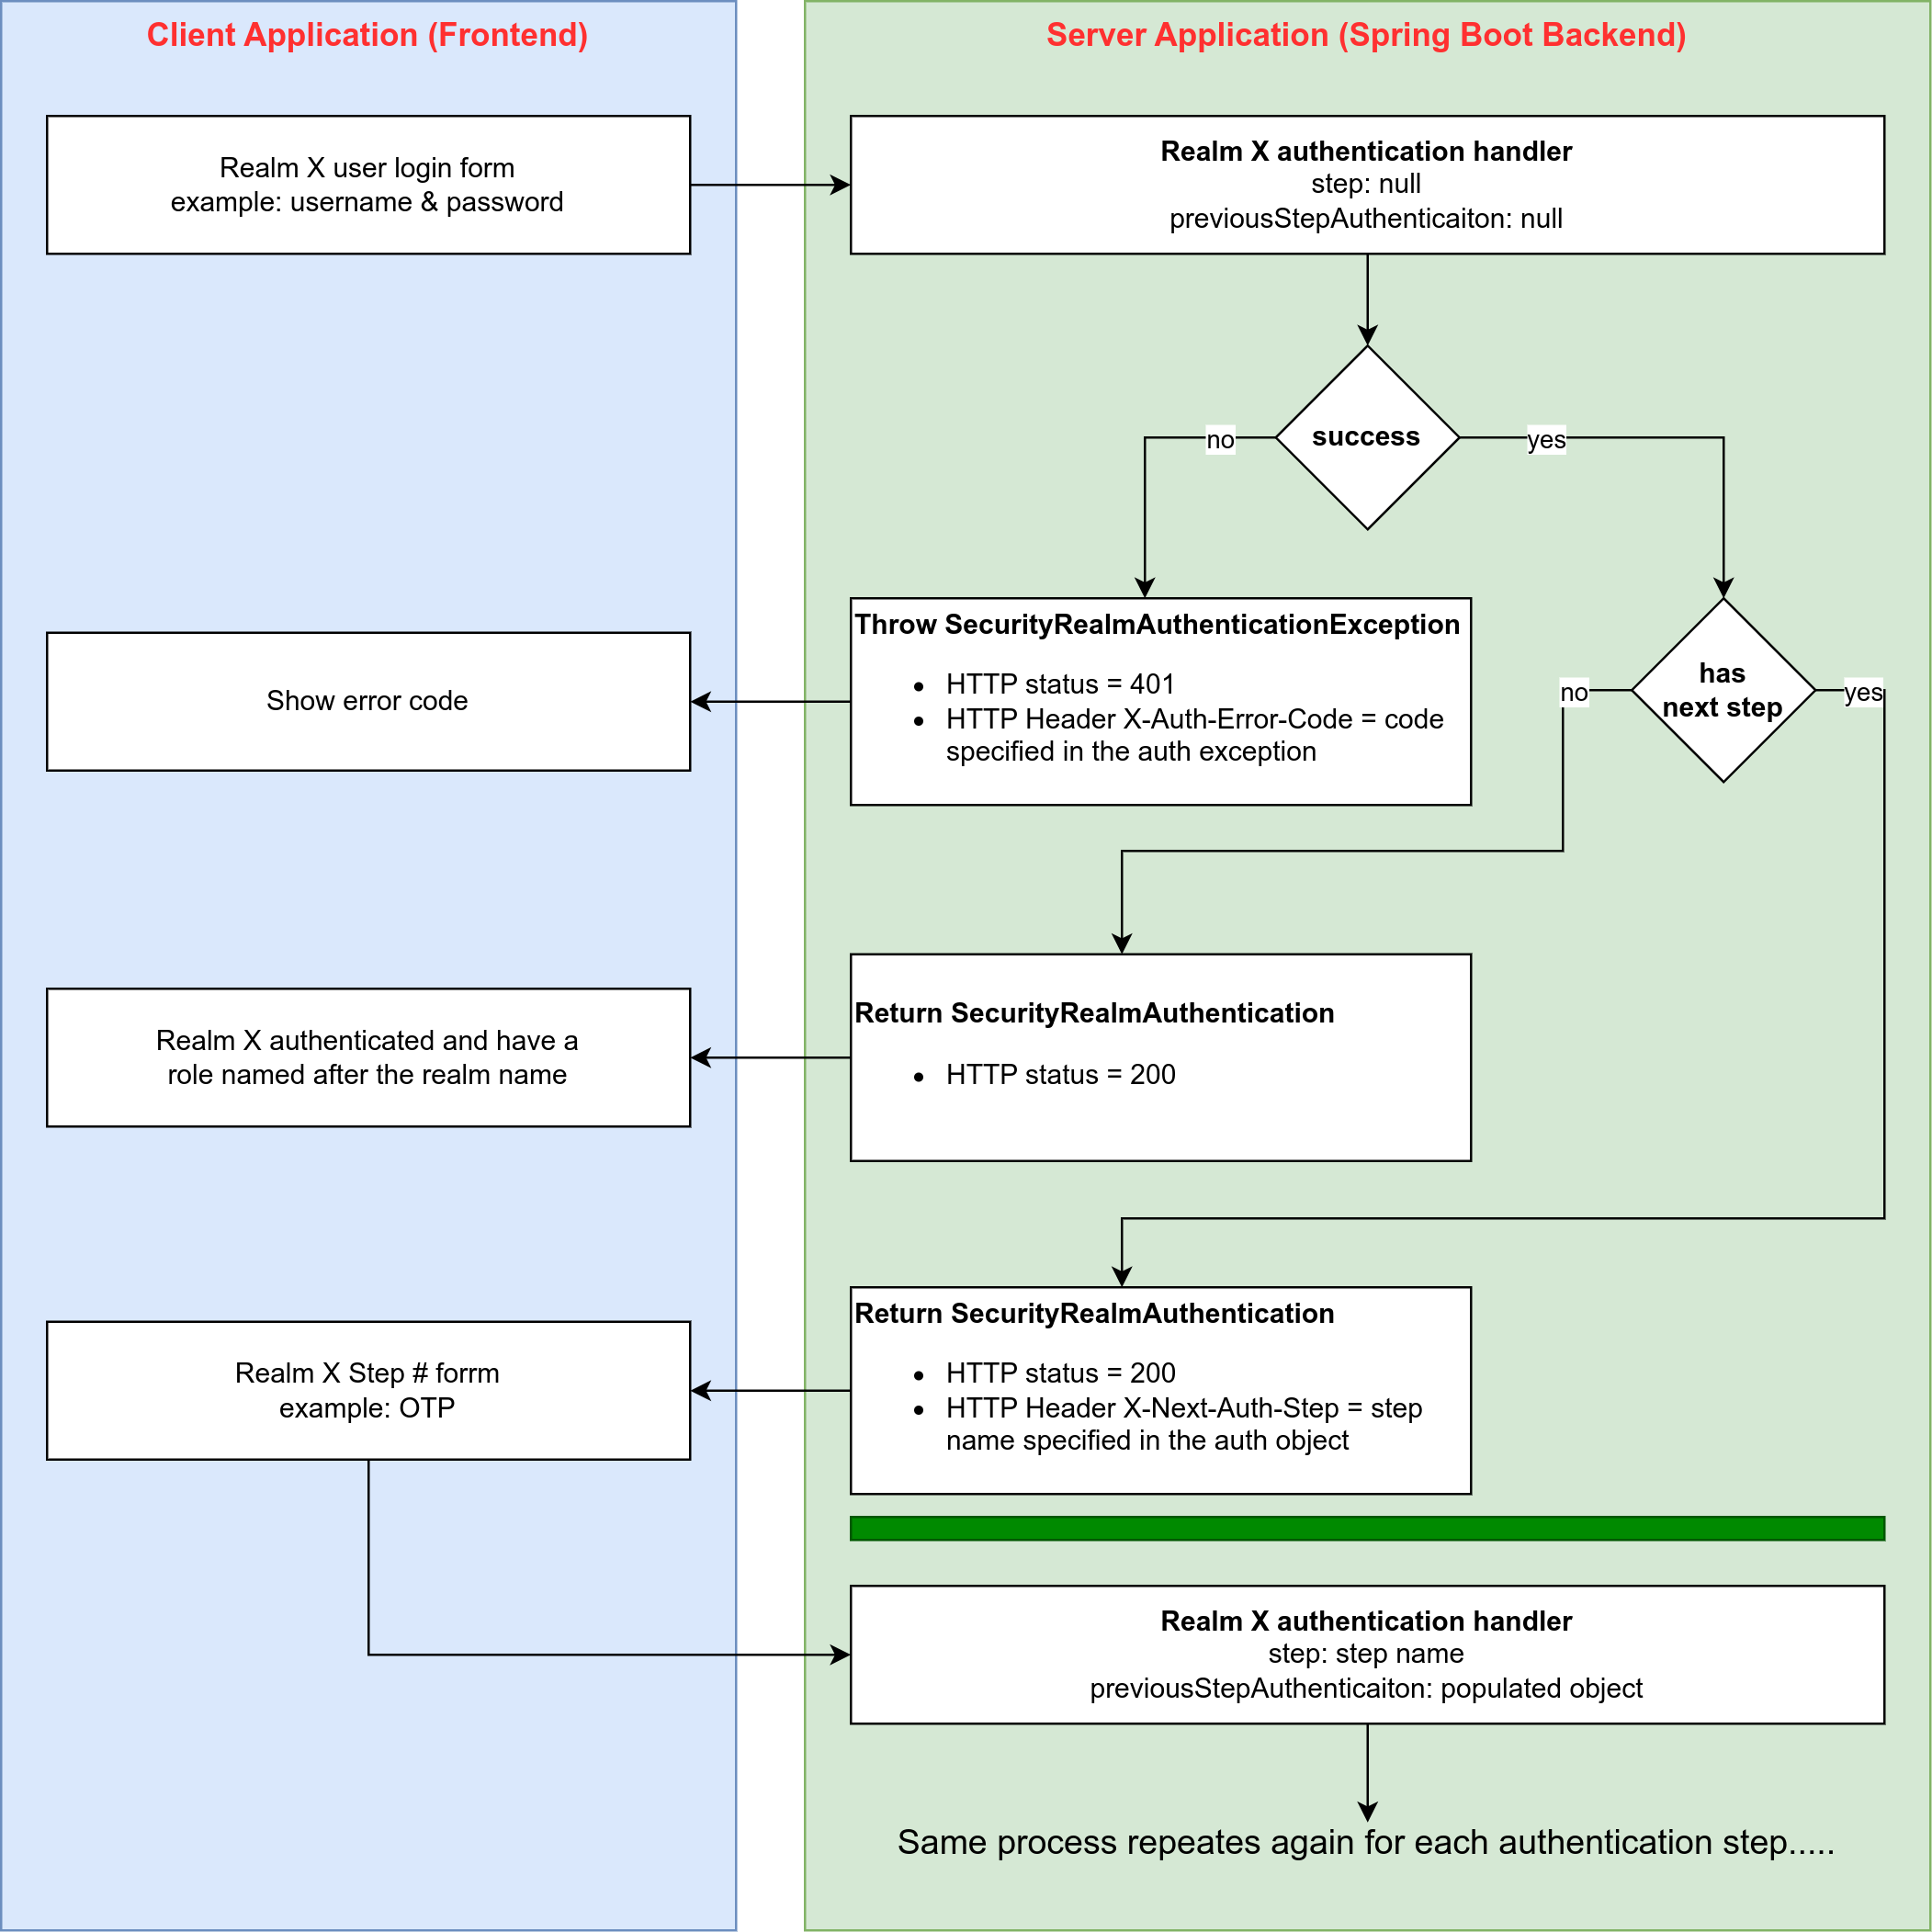 Client Application (Frontend)
Server Application (Spring Boot Backend)
Realm X user login form
example: username & password
Realm X authentication handler
step: null
previousStepAuthenticaiton: null
success
no
yes
Throw SecurityRealmAuthenticationException
• HTTP status = 401
• HTTP Header X-Auth-Error-Code = code
specified in the auth exception
Show error code
has
next step
no
yes
Return SecurityRealmAuthentication
• HTTP status = 200
Realm X authenticated and have a
role named after the realm name
Return SecurityRealmAuthentication
• HTTP status = 200
• HTTP Header X-Next-Auth-Step = step
name specified in the auth object
Realm X Step # forrm
example: OTP
Realm X authentication handler
step: step name
previousStepAuthenticaiton: populated object
Same process repeates again for each authentication step.....